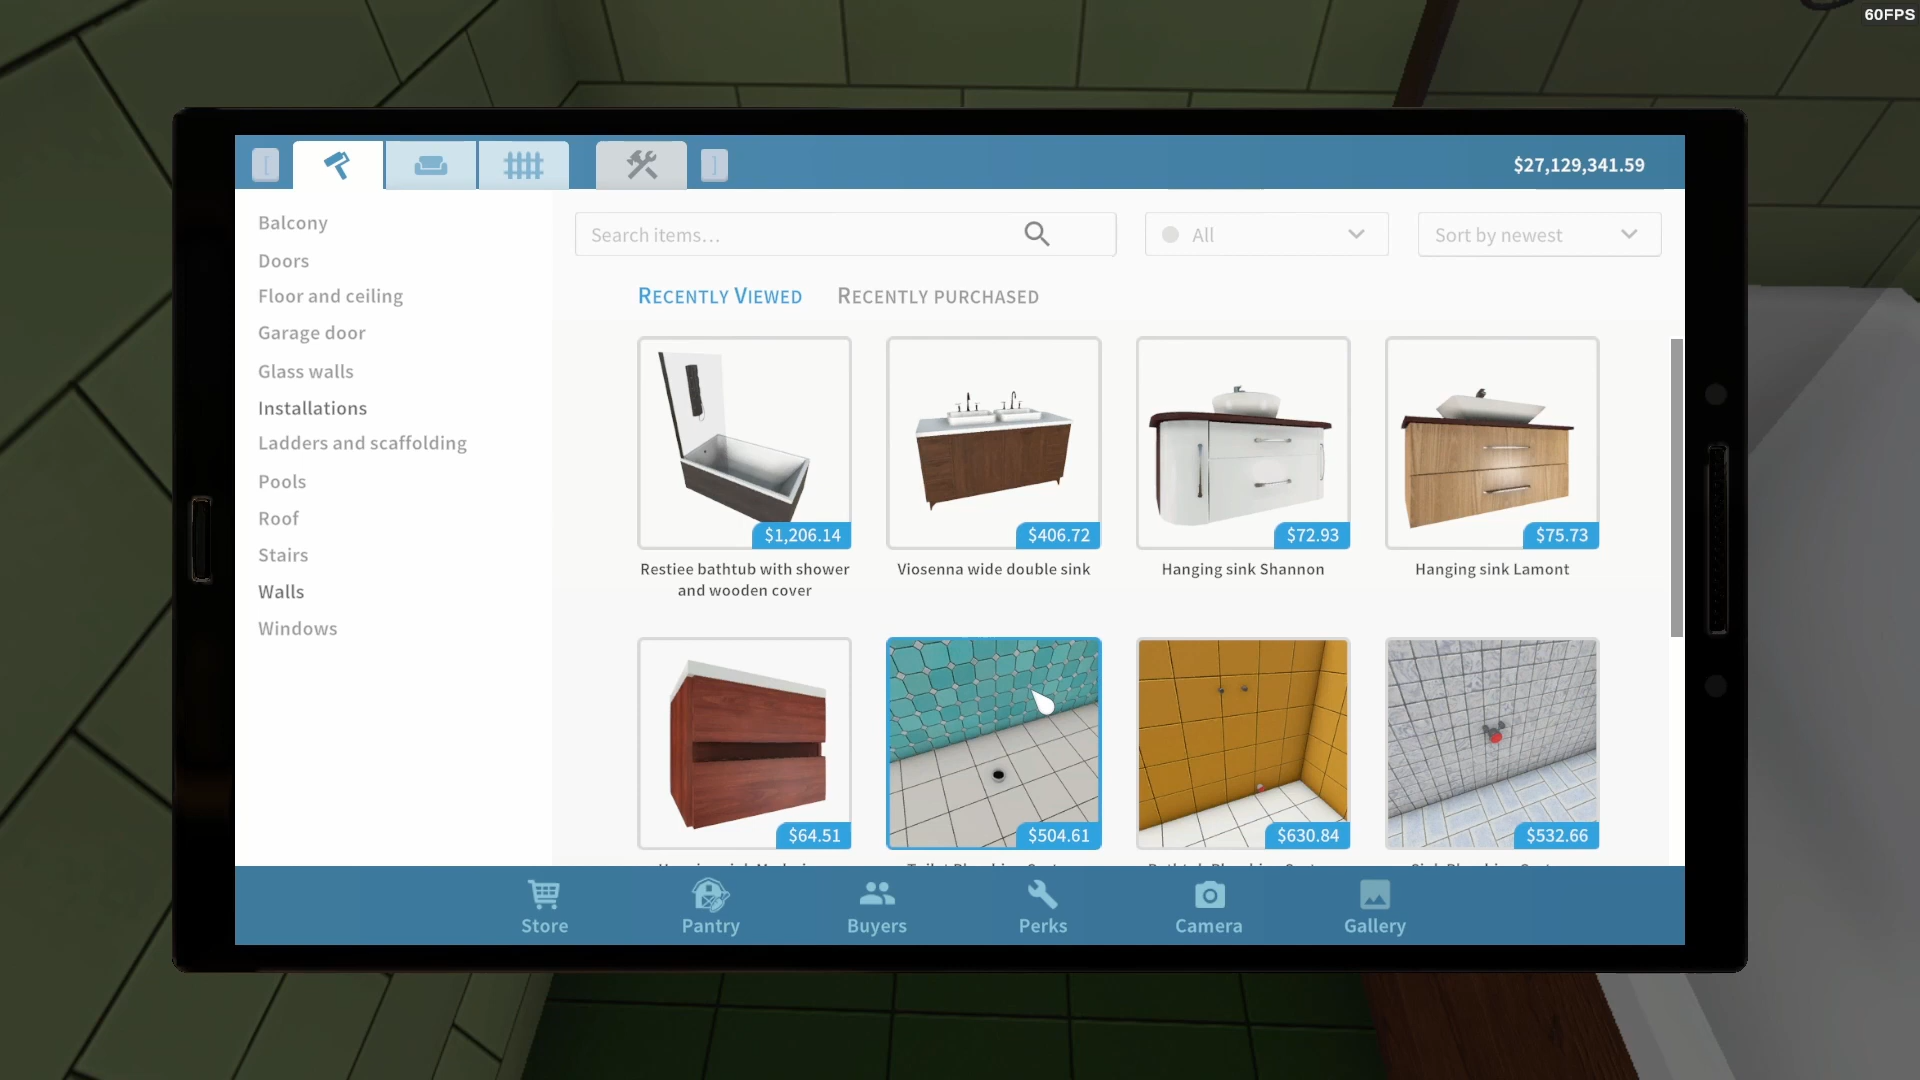 60FPS
[
]
$27,129,341.59
Balcony
Doors
Floor and ceiling
Garage door
Glass walls
Installations
Ladders and scaffolding
Pools
Roof
Stairs
Walls
Windows
Search items...
All
Sort by newest
RECENTLY VIEWED
RECENTLY PURCHASED
$1,206.14
$406.72
$72.93
$75.73
Restiee bathtub with shower
and wooden cover
Viosenna wide double sink
Hanging sink Shannon
Hanging sink Lamont
$64.51
$504.61
$630.84
$532.66
Store
Pantry
Buyers
Perks
Camera
Gallery